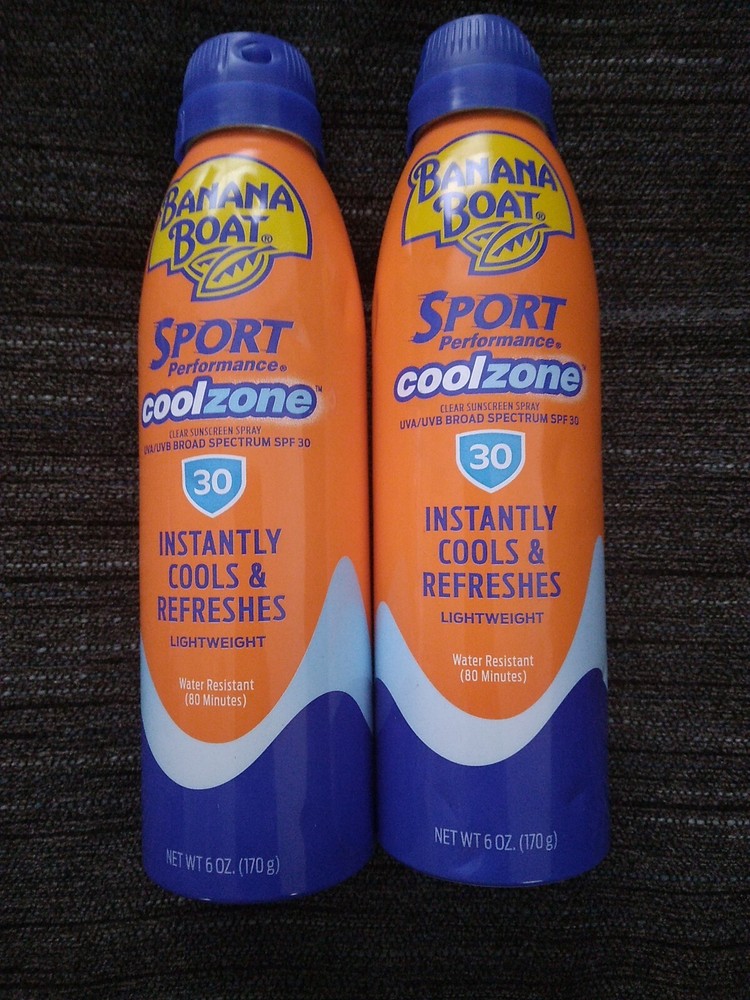 BANANA
BOAT®
SPORT
Performance®
coolzone™
CLEAR SUNSCREEN SPRAY
UVA/UVB BROAD SPECTRUM SPF 30
30
INSTANTLY
COOLS &
REFRESHES
LIGHTWEIGHT
Water Resistant
(80 Minutes)
NET WT 6 OZ. (170 g)
BANANA
BOAT®
SPORT
Performance®
coolzone™
CLEAR SUNSCREEN SPRAY
UVA/UVB BROAD SPECTRUM SPF 30
30
INSTANTLY
COOLS &
REFRESHES
LIGHTWEIGHT
Water Resistant
(80 Minutes)
NET WT 6 OZ. (170 g)